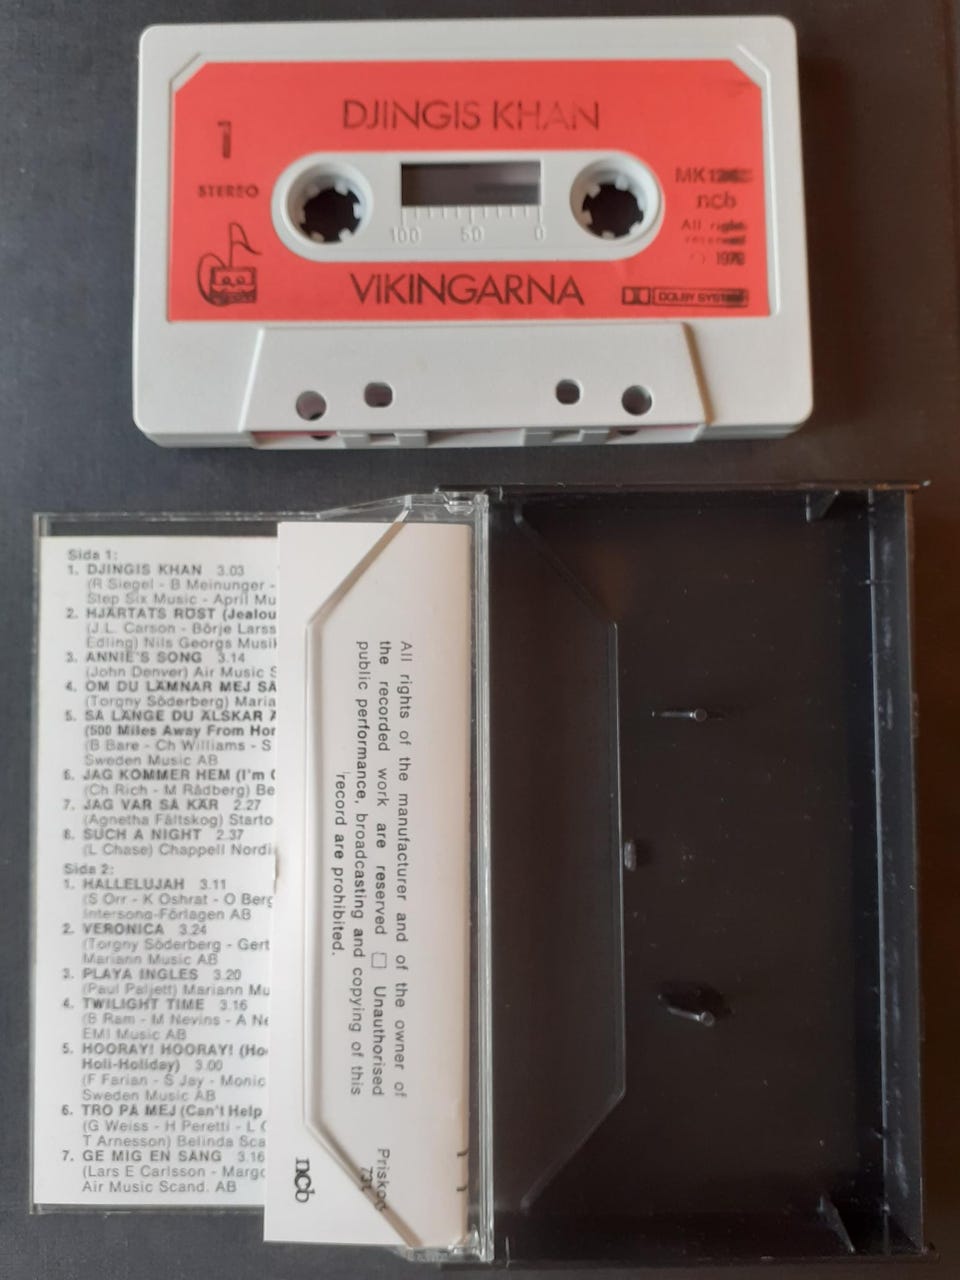 DJINGIS KHAN
1
STEREO
ncb
All rights
reserved
100 50 0
VIKINGARNA
DOLBY SYSTEM
Sida 1:
1. DJINGIS KHAN 3.03
(R Siegel - B Meinunger -
Step Six Music - April Mu
2. HJÄRTATS RÖST (Jealou
(J.L. Carson - Börje Larss
Edling) Nils Georgs Musik
3. ANNIE'S SONG 3.14
(John Denver) Air Music S
4. OM DU LÄMNAR MEJ SÅ
(Torgny Söderberg) Maria
5. SÅ LÄNGE DU ÄLSKAR Ä
(500 Miles Away From Hom
(B Bare - Ch Williams - S
Sweden Music AB
6. JAG KOMMER HEM (I'm C
(Ch Rich - M Rådberg) Be
7. JAG VAR SÅ KÄR 2.27
(Agnetha Fältskog) Starto
8. SUCH A NIGHT 2.37
(L Chase) Chappell Nordi
Sida 2:
1. HALLELUJAH 3.11
(S Orr - K Oshrat - O Berg
Intersong-Förlagen AB
2. VERONICA 3.24
(Torgny Söderberg - Gert
Mariann Music AB
3. PLAYA INGLES 3.20
(Paul Paljett) Mariann Mu
4. TWILIGHT TIME 3.16
(B Ram - M Nevins - A Ne
EMI Music AB
5. HOORAY! HOORAY! (Ho
Holi-Holiday) 3.00
(F Farian - S Jay - Monic
Sweden Music AB
6. TRO PÅ MEJ (Can't Help
(G Weiss - H Peretti - L C
T Arnesson) Belinda Sca
7. GE MIG EN SÅNG 3.16
(Lars E Carlsson - Margo
Air Music Scand. AB
All rights of the manufacturer and of the owner of
the recorded work are reserved □ Unauthorised
public performance, broadcasting and copying of this
record are prohibited.
Priskod
ncb